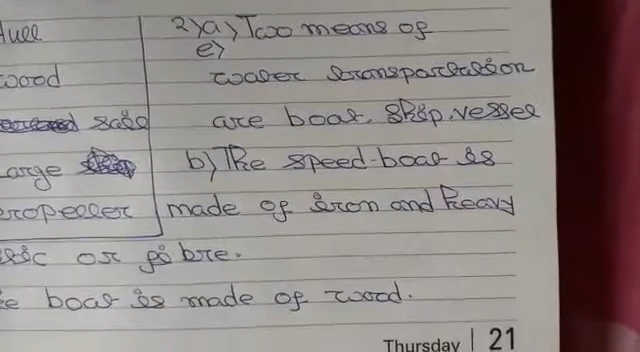 Hull
wood
sail
Large
propeller
2) a) Two means of
e)
water transportation
are boat, ship, vessel
b) The speed-boat is
made of iron and heavy
or fibre.
boat is made of wood.
Thursday 21